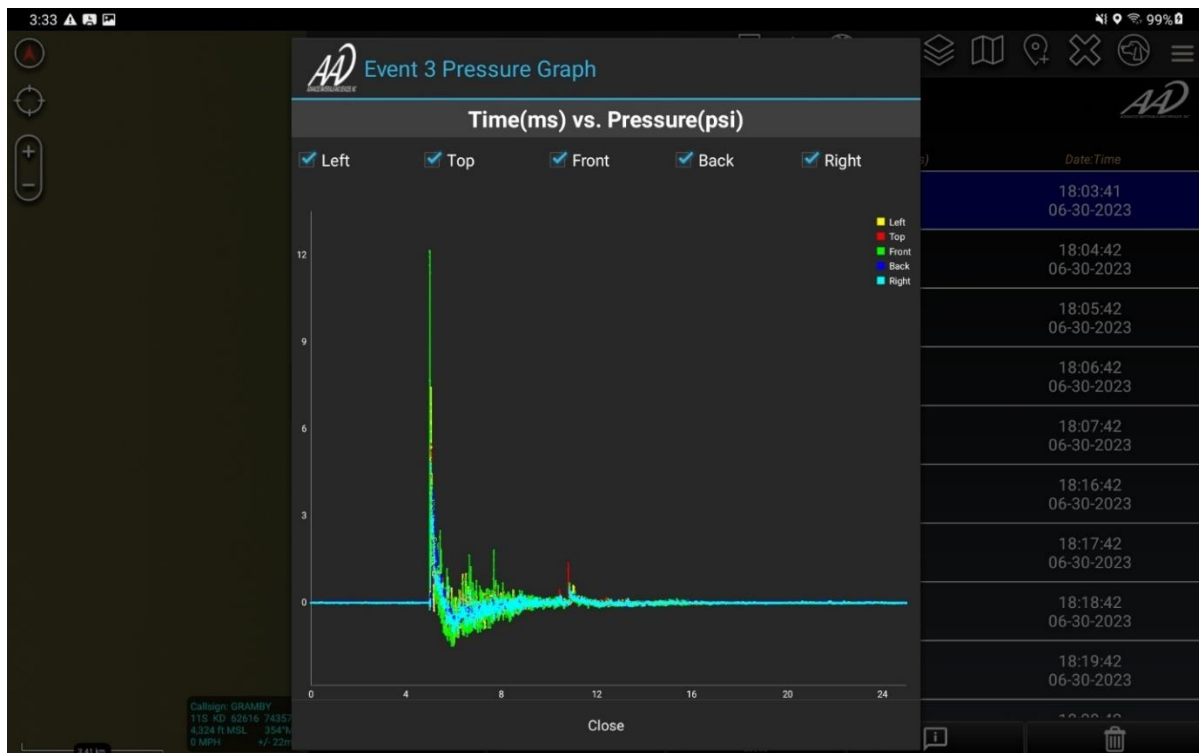 3:33
99%
AAD
Event 3 Pressure Graph
Time(ms) vs. Pressure(psi)
Left Top Front Back Right
Left
Top
Front
Back
Right
12
9
6
3
0
0 4 8 12 16 20 24
Close
AAD
s) Date:Time
18:03:41
06-30-2023
18:04:42
06-30-2023
18:05:42
06-30-2023
18:06:42
06-30-2023
18:07:42
06-30-2023
18:16:42
06-30-2023
18:17:42
06-30-2023
18:18:42
06-30-2023
18:19:42
06-30-2023
Callsign: GRAMBY
11S KD 62616 74357
4,324 ft MSL 354°M
0 MPH +/- 22m